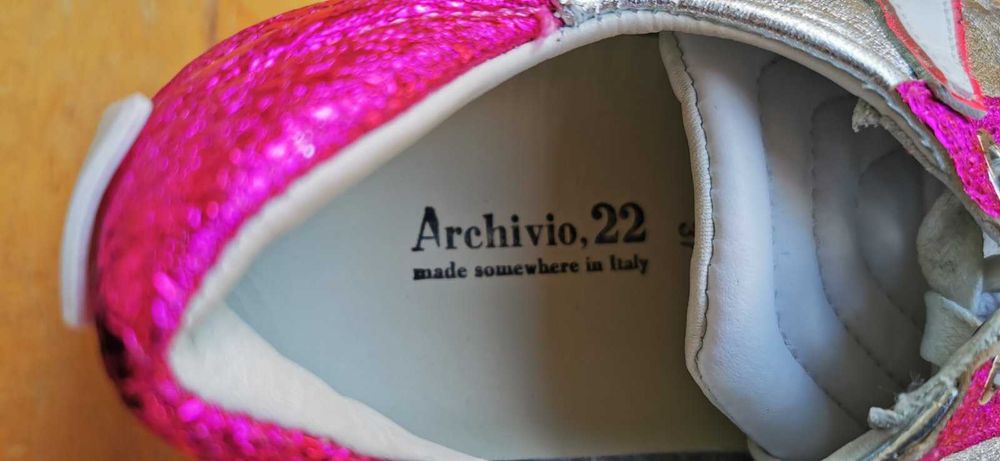 Archivio, 22
made somewhere in Italy